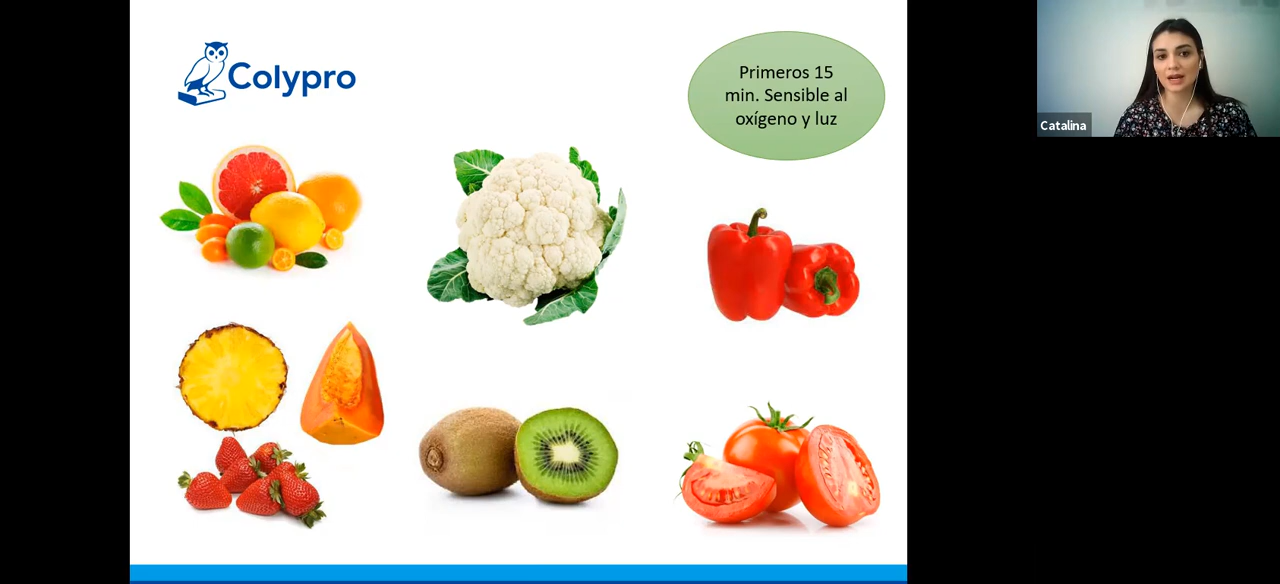 Colypro
Primeros 15
min. Sensible al
oxígeno y luz
Catalina